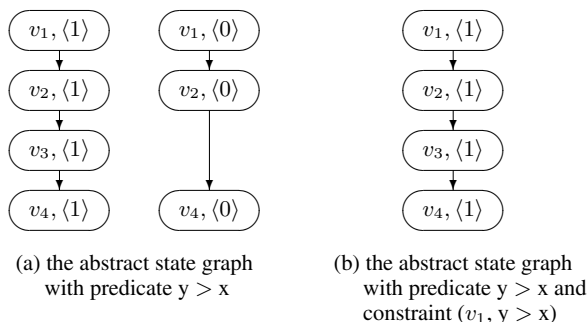 v₁, ⟨1⟩ v₁, ⟨0⟩ v₁, ⟨1⟩
v₂, ⟨1⟩ v₂, ⟨0⟩ v₂, ⟨1⟩
v₃, ⟨1⟩ v₃, ⟨1⟩
v₄, ⟨1⟩ v₄, ⟨0⟩ v₄, ⟨1⟩
(a) the abstract state graph
with predicate y > x
(b) the abstract state graph
with predicate y > x and
constraint (v₁, y > x)